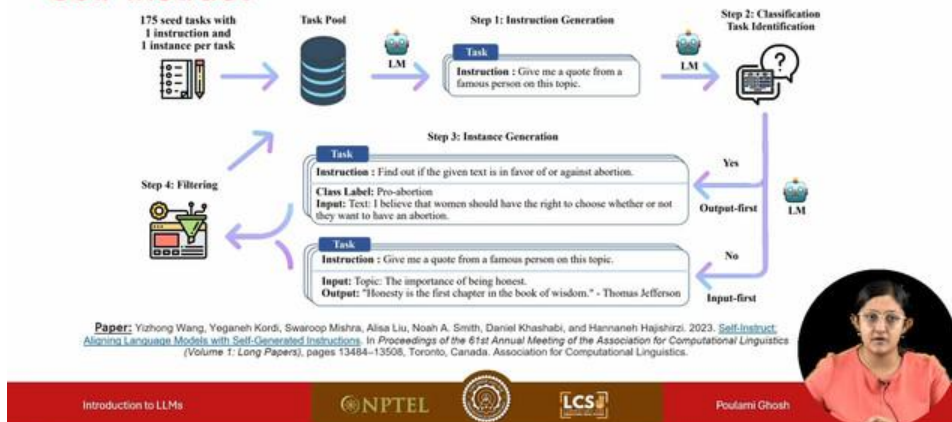 175 seed tasks with
1 instruction and
1 instance per task
Task Pool
LM
Step 1: Instruction Generation
Task
Instruction : Give me a quote from a
famous person on this topic.
LM
Step 2: Classification
Task Identification
Step 3: Instance Generation
Task
Instruction : Find out if the given text is in favor of or against abortion.
Class Label: Pro-abortion
Input: Text: I believe that women should have the right to choose whether or not
they want to have an abortion.
Yes
Output-first
LM
Step 4: Filtering
Task
Instruction : Give me a quote from a famous person on this topic.
Input: Topic: The importance of being honest.
Output: "Honesty is the first chapter in the book of wisdom." - Thomas Jefferson
No
Input-first
Paper: Yizhong Wang, Yeganeh Kordi, Swaroop Mishra, Alisa Liu, Noah A. Smith, Daniel Khashabi, and Hannaneh Hajishirzi. 2023. Self-Instruct:
Aligning Language Models with Self-Generated Instructions. In Proceedings of the 61st Annual Meeting of the Association for Computational Linguistics
(Volume 1: Long Papers), pages 13484–13508, Toronto, Canada. Association for Computational Linguistics.
Introduction to LLMs
NPTEL
LCS
Poulami Ghosh